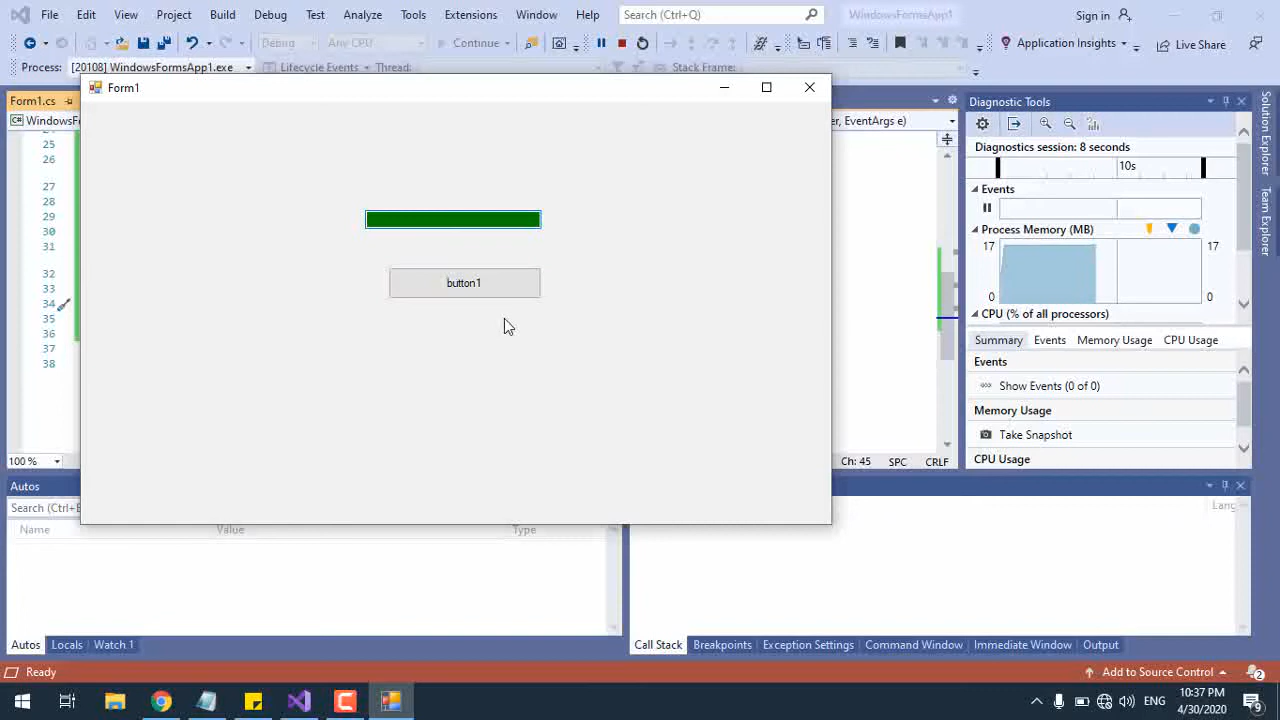 File Edit View Project Build Debug Test Analyze Tools Extensions Window Help Search (Ctrl+Q) WindowsFormsApp1 Sign in
Debug Any CPU Continue Application Insights Live Share
Process: [20108] WindowsFormsApp1.exe Lifecycle Events Thread: Stack Frame:
Form1
Form1.cs
er, EventArgs e)
25
26
27
28
29
30
31
32
33
34
35
36
37
38
button1
100 %
Ch: 45 SPC CRLF
Diagnostic Tools
Diagnostics session: 8 seconds
10s
Events
Process Memory (MB)
17 17
0 0
CPU (% of all processors)
Summary Events Memory Usage CPU Usage
Events
Show Events (0 of 0)
Memory Usage
Take Snapshot
CPU Usage
Solution Explorer
Team Explorer
Autos
Search (Ctrl+E
Name Value Type
Lang
Autos Locals Watch 1
Call Stack Breakpoints Exception Settings Command Window Immediate Window Output
Ready Add to Source Control 2
ENG 10:37 PM
4/30/2020 9